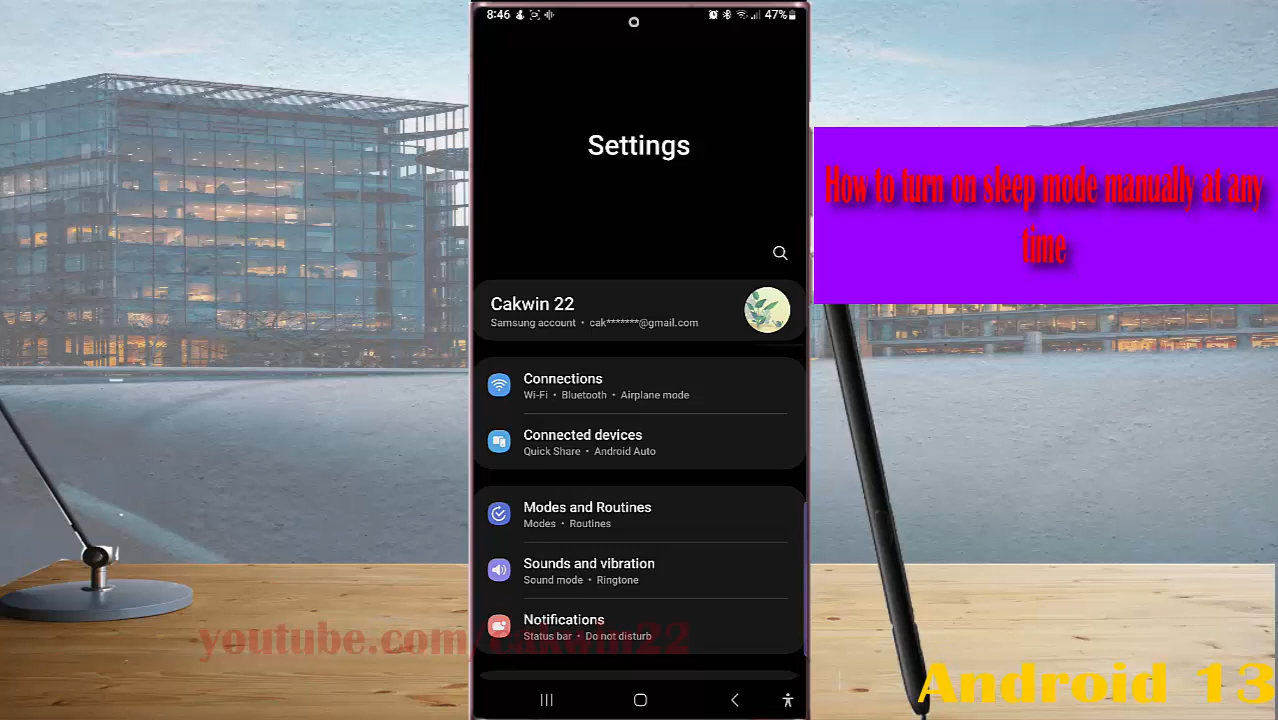 8:46
47%
Settings
Cakwin 22
Samsung account • cak*******@gmail.com
Connections
Wi-Fi • Bluetooth • Airplane mode
Connected devices
Quick Share • Android Auto
Modes and Routines
Modes • Routines
Sounds and vibration
Sound mode • Ringtone
Notifications
Status bar • Do not disturb
How to turn on sleep mode manually at any
time
youtube.com/cakwin22
Android 13